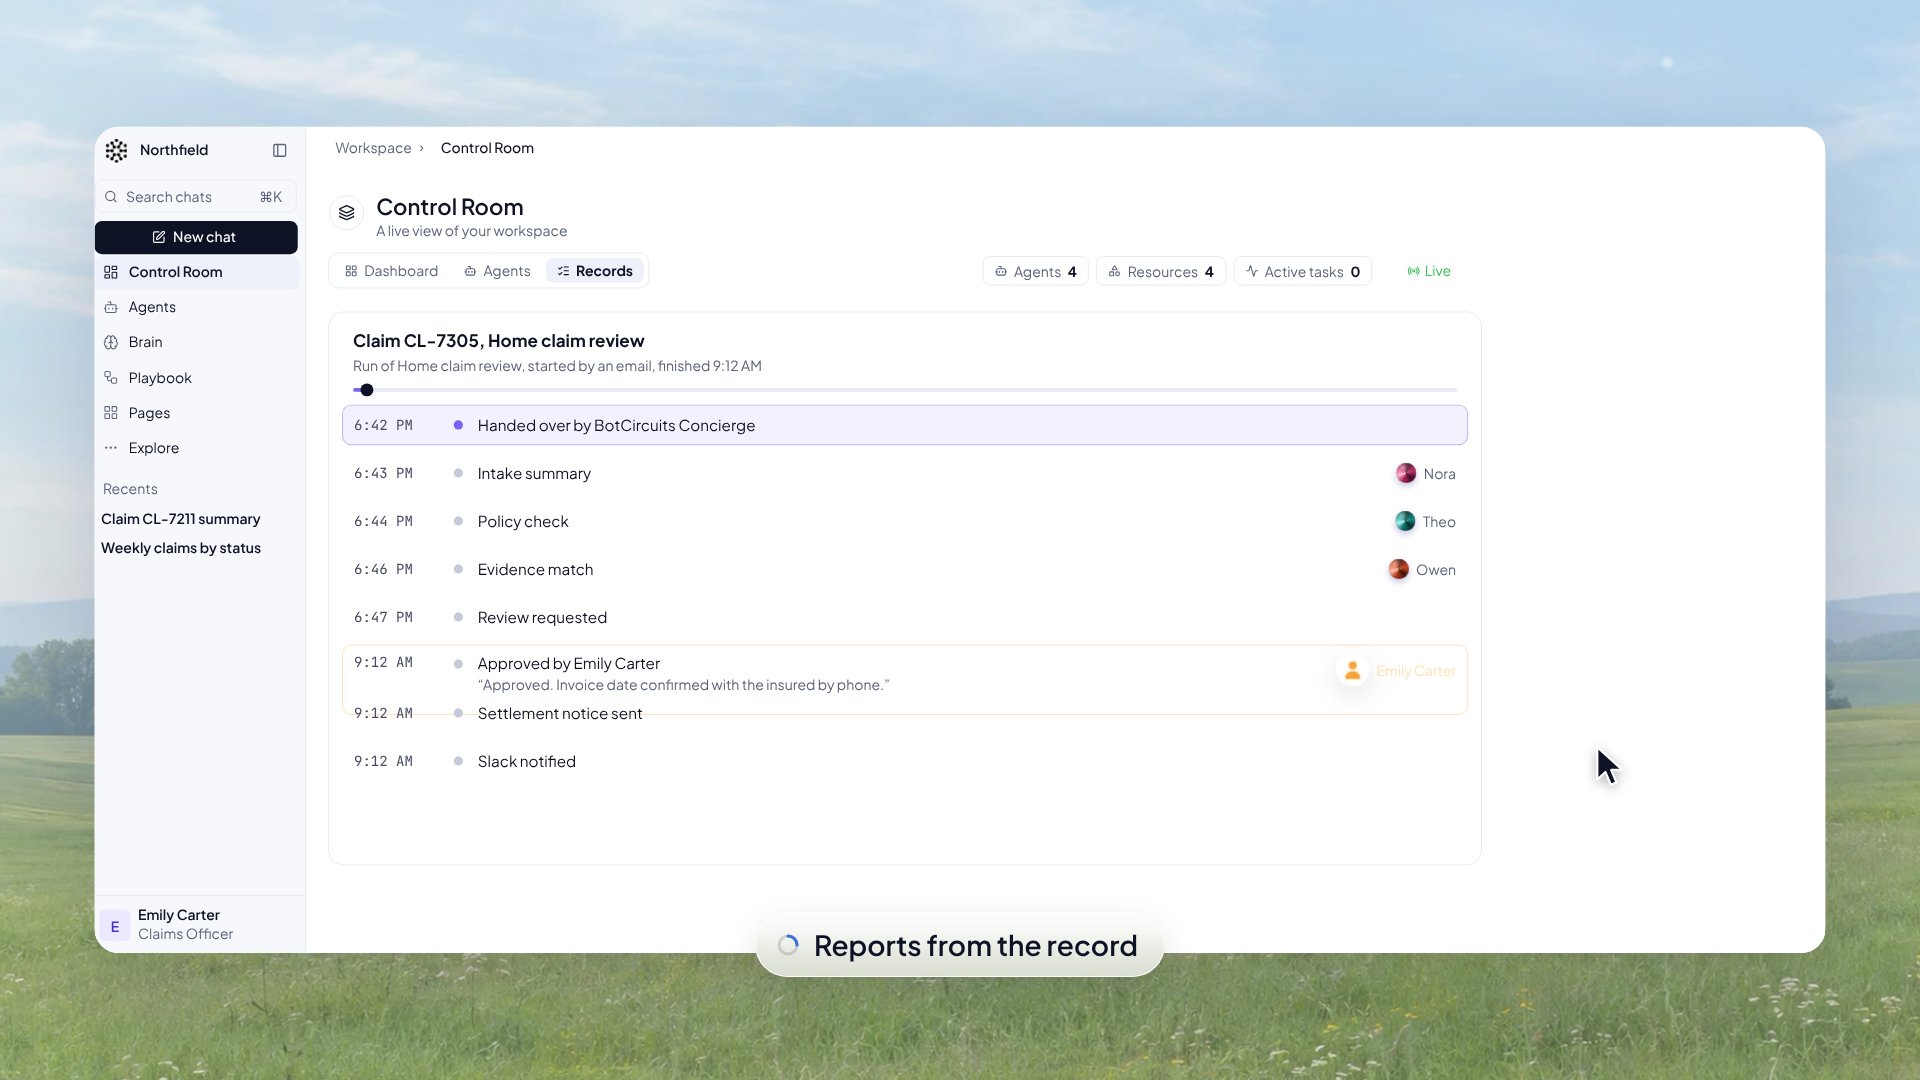 Northfield
Search chats ⌘K
New chat
Control Room
Agents
Brain
Playbook
Pages
Explore
Recents
Claim CL-7211 summary
Weekly claims by status
E
Emily Carter
Claims Officer
Workspace › Control Room
Control Room
A live view of your workspace
Dashboard Agents Records
Agents 4 Resources 4 Active tasks 0 Live
Claim CL-7305, Home claim review
Run of Home claim review, started by an email, finished 9:12 AM
6:42 PM Handed over by BotCircuits Concierge
6:43 PM Intake summary Nora
6:44 PM Policy check Theo
6:46 PM Evidence match Owen
6:47 PM Review requested
9:12 AM Approved by Emily Carter Emily Carter
“Approved. Invoice date confirmed with the insured by phone.”
9:12 AM Settlement notice sent
9:12 AM Slack notified
Reports from the record